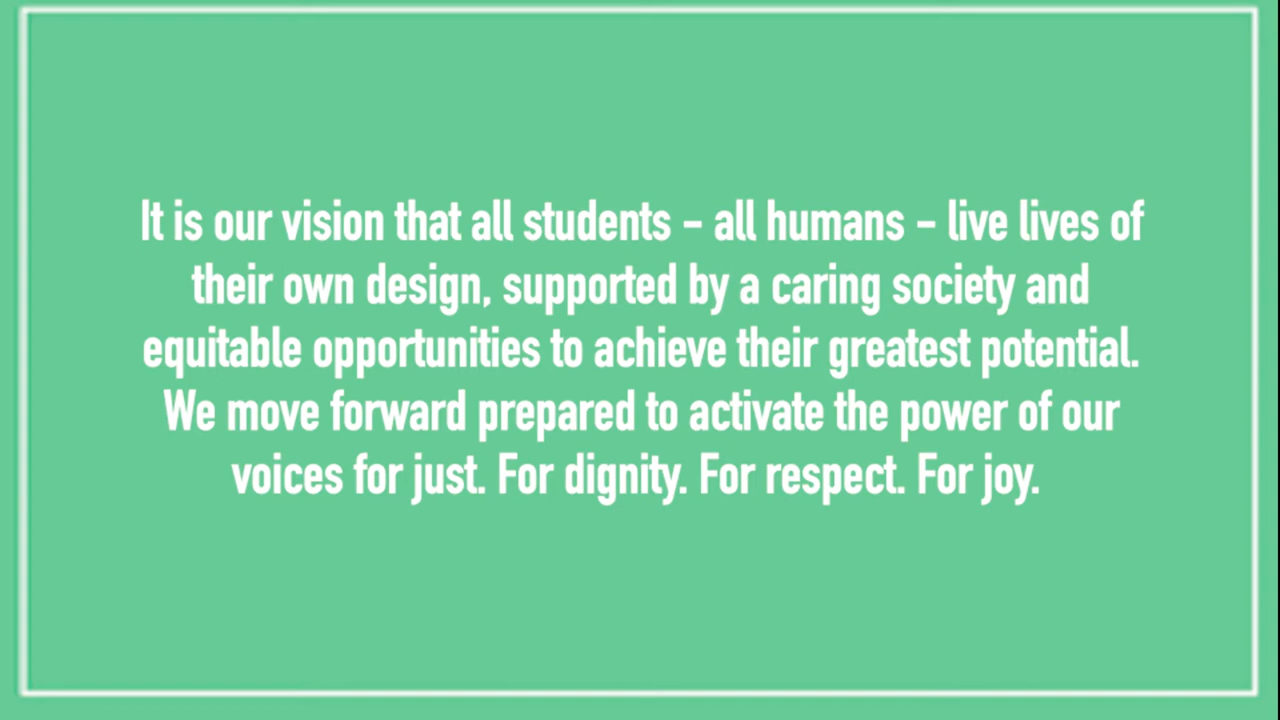 It is our vision that all students – all humans – live lives of
their own design, supported by a caring society and
equitable opportunities to achieve their greatest potential.
We move forward prepared to activate the power of our
voices for just. For dignity. For respect. For joy.